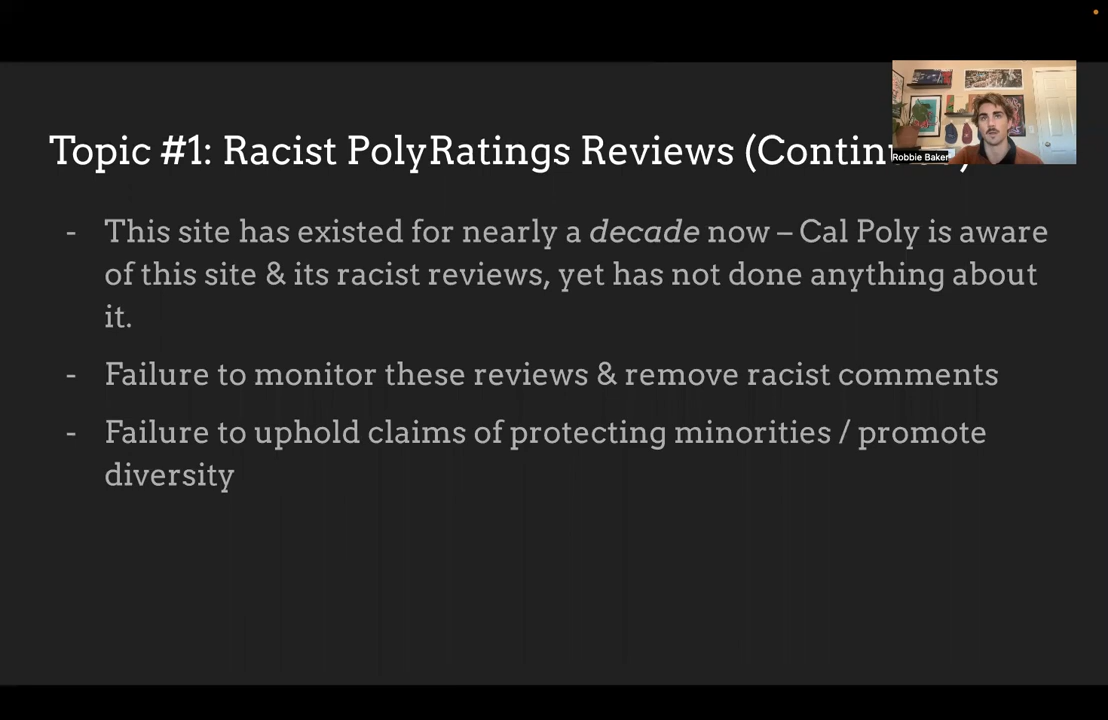 Topic #1: Racist PolyRatings Reviews
Robbie Baker
- This site has existed for nearly a decade now – Cal Poly is aware
of this site & its racist reviews, yet has not done anything about
it.
- Failure to monitor these reviews & remove racist comments
- Failure to uphold claims of protecting minorities / promote
diversity